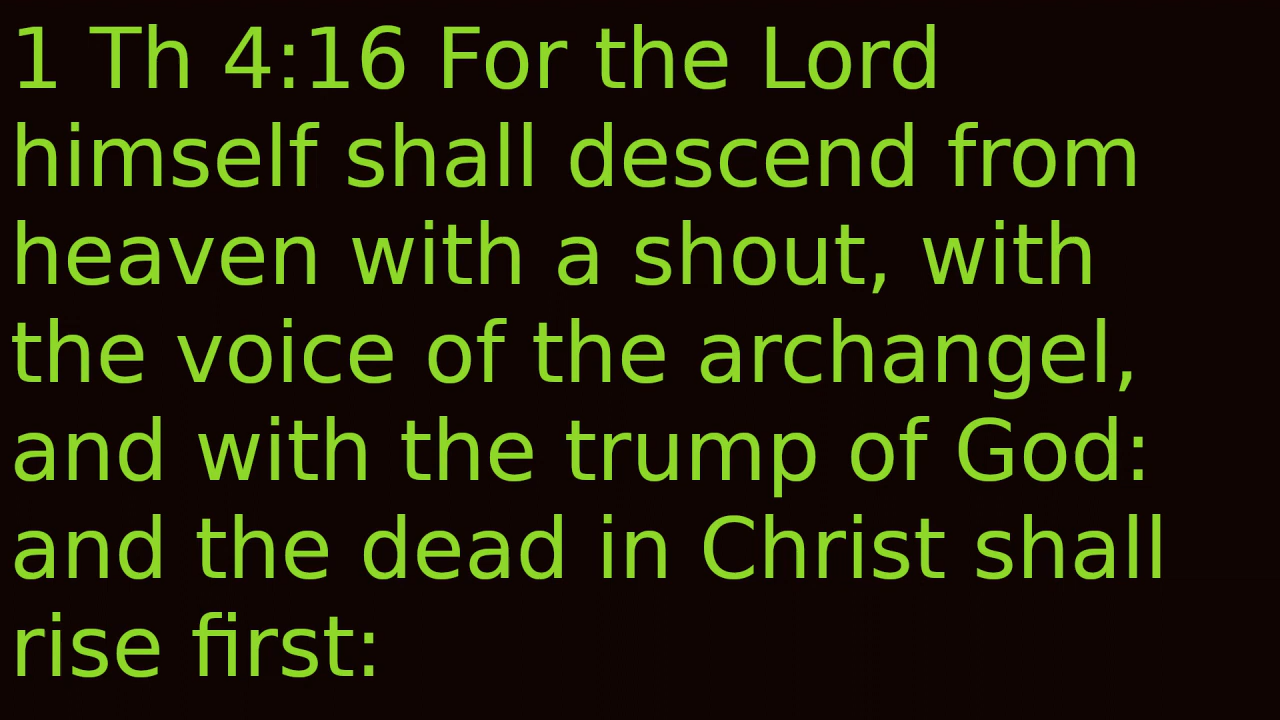 1 Th 4:16 For the Lord
himself shall descend from
heaven with a shout, with
the voice of the archangel,
and with the trump of God:
and the dead in Christ shall
rise first: